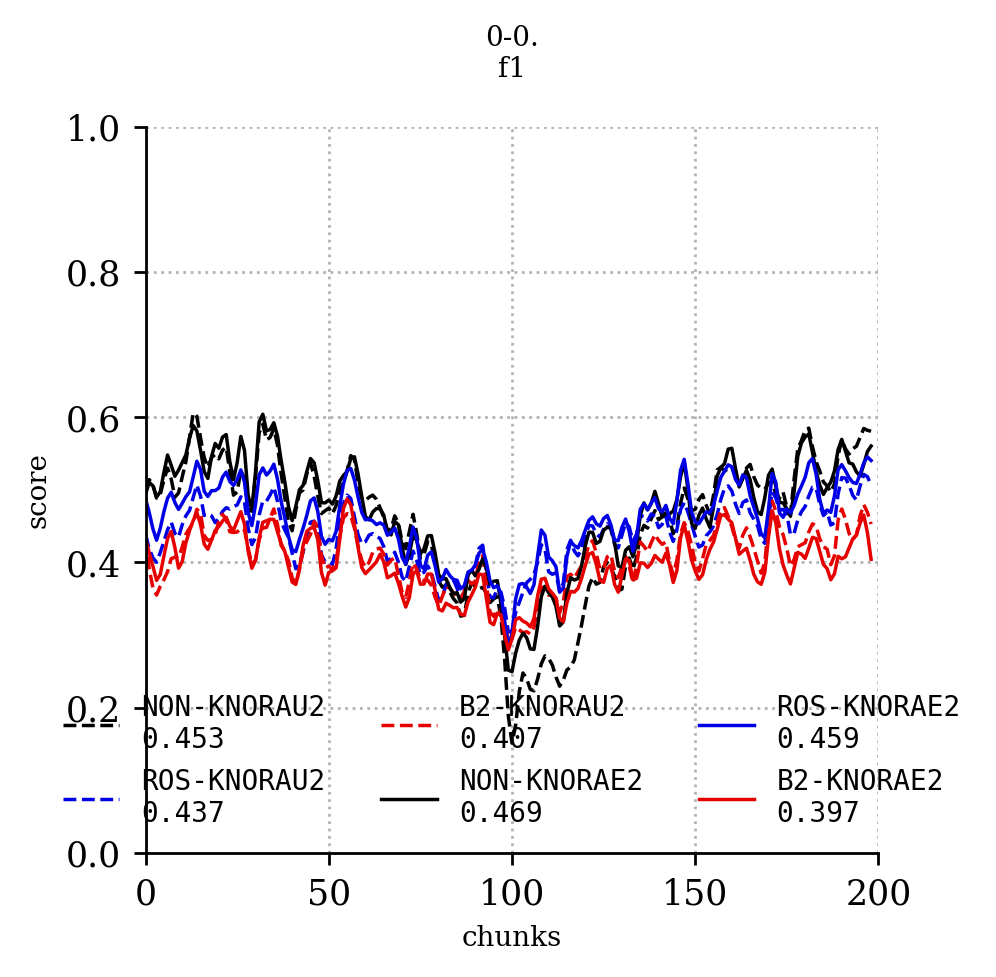 0-0.
f1
1.0
0.8
0.6
0.4
0.2
0.0
score
NON-KNORAU2
0.453
B2-KNORAU2
0.407
ROS-KNORAE2
0.459
ROS-KNORAU2
0.437
NON-KNORAE2
0.469
B2-KNORAE2
0.397
0 50 100 150 200
chunks